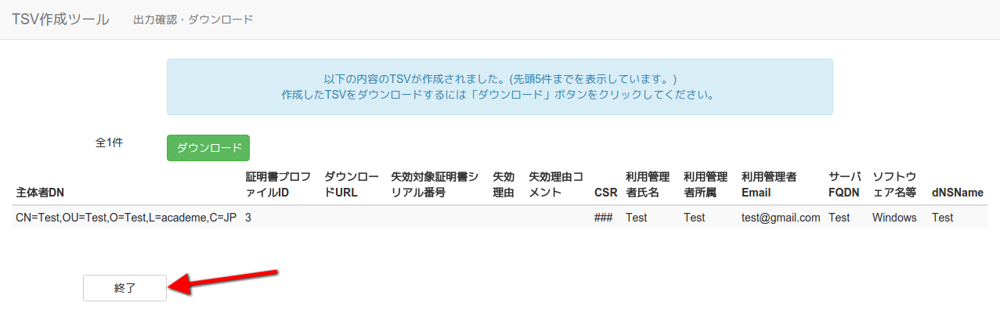 TSV作成ツール 出力確認・ダウンロード
以下の内容のTSVが作成されました。(先頭5件までを表示しています。)
作成したTSVをダウンロードするには「ダウンロード」ボタンをクリックしてください。
全1件 ダウンロード
主体者DN 証明書プロファイルID ダウンロードURL 失効対象証明書シリアル番号 失効理由 失効理由コメント CSR 利用管理者氏名 利用管理者所属 利用管理者Email サーバFQDN ソフトウェア名等 dNSName
CN=Test,OU=Test,O=Test,L=academe,C=JP 3 ### Test Test test@gmail.com Test Windows Test
終了